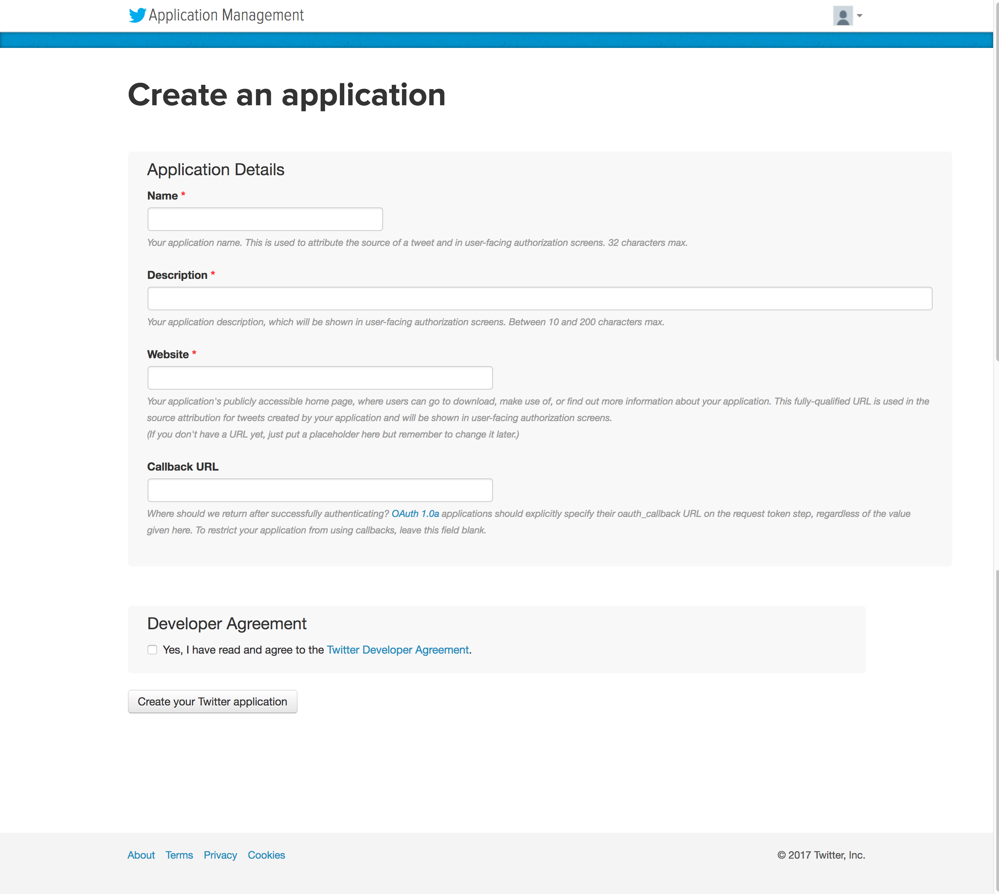 Application Management
Create an application
Application Details
Name *
Your application name. This is used to attribute the source of a tweet and in user-facing authorization screens. 32 characters max.
Description *
Your application description, which will be shown in user-facing authorization screens. Between 10 and 200 characters max.
Website *
Your application's publicly accessible home page, where users can go to download, make use of, or find out more information about your application. This fully-qualified URL is used in the
source attribution for tweets created by your application and will be shown in user-facing authorization screens.
(If you don't have a URL yet, just put a placeholder here but remember to change it later.)
Callback URL
Where should we return after successfully authenticating? OAuth 1.0a applications should explicitly specify their oauth_callback URL on the request token step, regardless of the value
given here. To restrict your application from using callbacks, leave this field blank.
Developer Agreement
Yes, I have read and agree to the Twitter Developer Agreement.
Create your Twitter application
About Terms Privacy Cookies
© 2017 Twitter, Inc.